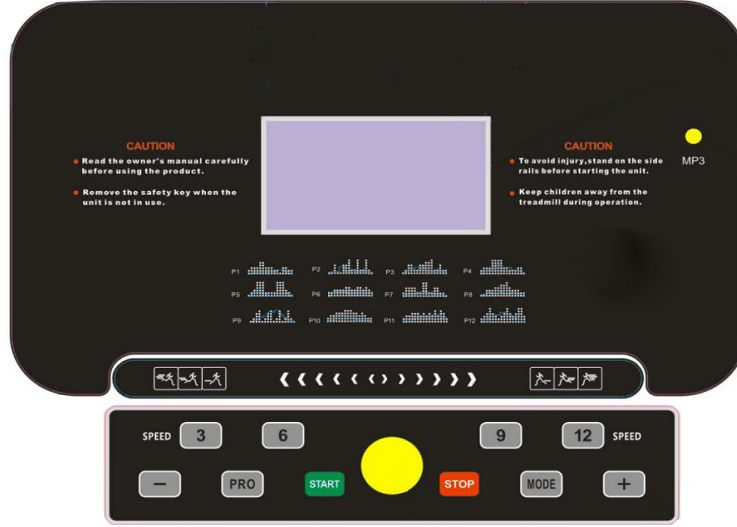 CAUTION
Read the owner's manual carefully
before using the product.
Remove the safety key when the
unit is not in use.
CAUTION
To avoid injury,stand on the side
rails before starting the unit.
Keep children away from the
treadmill during operation.
MP3
P1 P2 P3 P4
P5 P6 P7 P8
P9 P10 P11 P12
SPEED 3 6 9 12 SPEED
− PRO START STOP MODE +